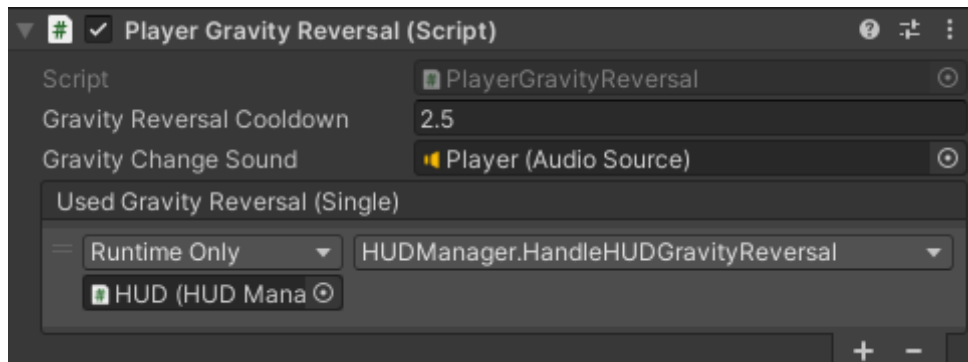 Player Gravity Reversal (Script)
Script PlayerGravityReversal
Gravity Reversal Cooldown 2.5
Gravity Change Sound Player (Audio Source)
Used Gravity Reversal (Single)
Runtime Only HUDManager.HandleHUDGravityReversal
HUD (HUD Mana